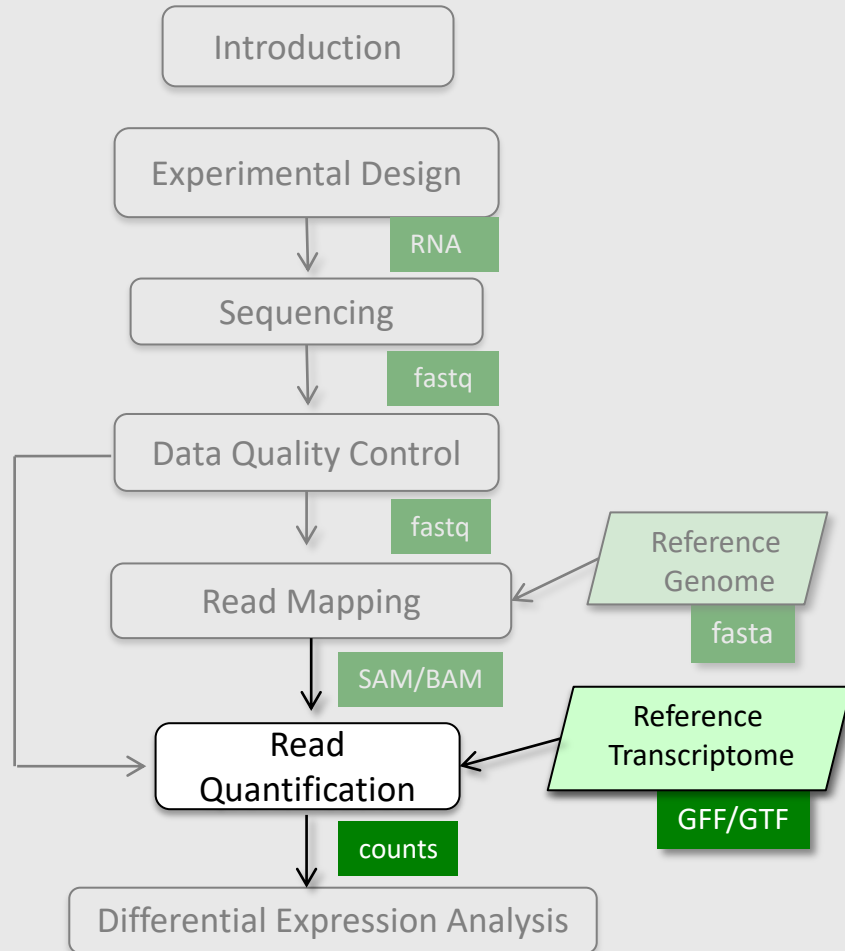 Introduction
Experimental Design
RNA
Sequencing
fastq
Data Quality Control
fastq
Reference
Genome
Read Mapping
fasta
SAM/BAM
Reference
Transcriptome
Read
Quantification
GFF/GTF
counts
Differential Expression Analysis